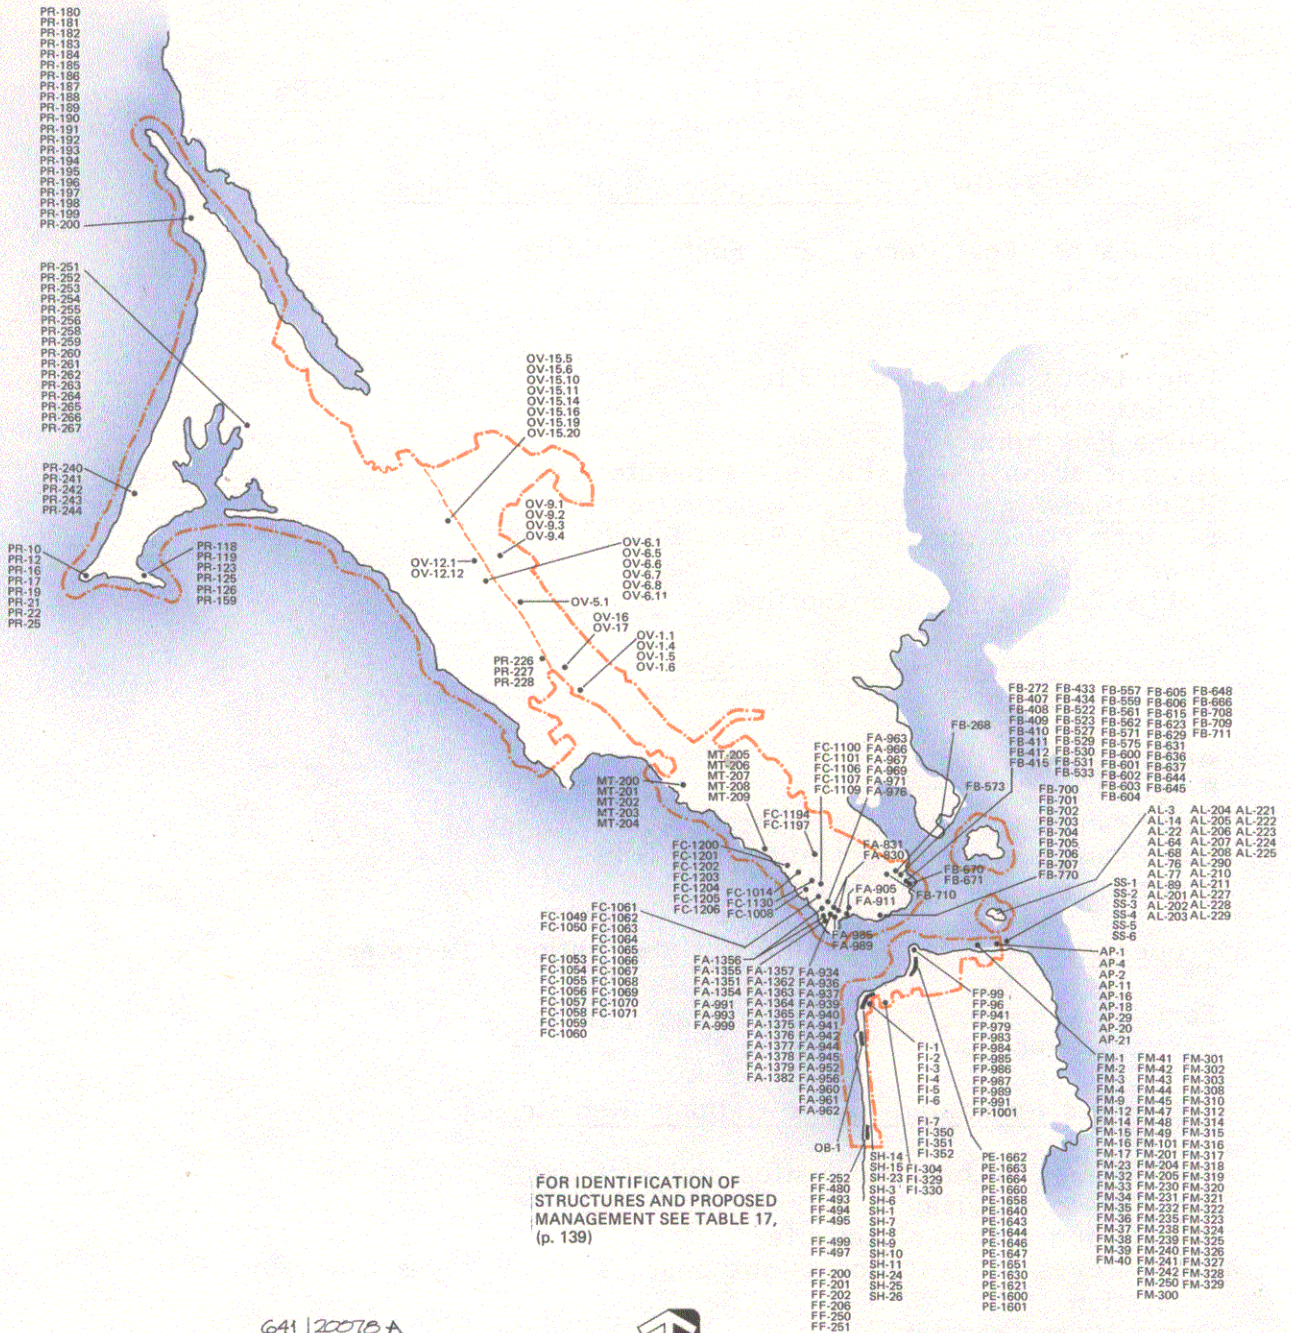 PR-180
PR-181
PR-182
PR-183
PR-184
PR-185
PR-186
PR-187
PR-188
PR-189
PR-190
PR-191
PR-192
PR-193
PR-194
PR-195
PR-196
PR-197
PR-198
PR-199
PR-200
PR-251
PR-252
PR-253
PR-254
PR-255
PR-256
PR-258
PR-259
PR-260
PR-261
PR-262
PR-263
PR-264
PR-265
PR-266
PR-267
PR-240
PR-241
PR-242
PR-243
PR-244
PR-10
PR-12
PR-16
PR-17
PR-19
PR-21
PR-22
PR-25
PR-118
PR-119
PR-123
PR-125
PR-126
PR-159
OV-15.5
OV-15.6
OV-15.10
OV-15.11
OV-15.14
OV-15.16
OV-15.19
OV-15.20
OV-9.1
OV-9.2
OV-9.3
OV-9.4
OV-12.1
OV-12.12
OV-6.1
OV-6.5
OV-6.6
OV-6.7
OV-6.8
OV-6.11
OV-5.1
OV-16
OV-17
OV-1.1
OV-1.4
OV-1.5
OV-1.6
PR-226
PR-227
PR-228
MT-200
MT-201
MT-202
MT-203
MT-204
MT-205
MT-206
MT-207
MT-208
MT-209
FC-1194
FC-1197
FC-1100
FC-1101
FC-1106
FC-1107
FC-1109
FA-963
FA-966
FA-967
FA-969
FA-971
FA-976
FB-268
FB-573
FB-272 FB-433 FB-557 FB-605 FB-648
FB-407 FB-434 FB-559 FB-606 FB-666
FB-408 FB-522 FB-561 FB-615 FB-708
FB-409 FB-523 FB-562 FB-623 FB-709
FB-410 FB-527 FB-571 FB-629 FB-711
FB-411 FB-529 FB-575 FB-631
FB-412 FB-530 FB-600 FB-636
FB-415 FB-531 FB-601 FB-637
FB-533 FB-602 FB-644
FB-603 FB-645
FB-604
FB-700
FB-701
FB-702
FB-703
FB-704
FB-705
FB-706
FB-707
FB-770
AL-3 AL-204 AL-221
AL-14 AL-205 AL-222
AL-22 AL-206 AL-223
AL-64 AL-207 AL-224
AL-68 AL-208 AL-225
AL-76 AL-290
AL-77 AL-210
AL-89 AL-211
AL-201 AL-227
AL-202 AL-228
AL-203 AL-229
SS-1
SS-2
SS-3
SS-4
SS-5
SS-6
FA-831
FA-830
FB-670
FB-671
FB-710
FA-905
FA-911
FA-985
FA-989
FC-1200
FC-1201
FC-1202
FC-1203
FC-1204
FC-1205
FC-1206
FC-1014
FC-1130
FC-1008
FC-1049
FC-1050
FC-1053
FC-1054
FC-1055
FC-1056
FC-1057
FC-1058
FC-1059
FC-1060
FC-1061
FC-1062
FC-1063
FC-1064
FC-1065
FC-1066
FC-1067
FC-1068
FC-1069
FC-1070
FC-1071
FA-1356
FA-1355
FA-1351
FA-1354
FA-991
FA-993
FA-999
FA-1357
FA-1362
FA-1363
FA-1364
FA-1365
FA-1375
FA-1376
FA-1377
FA-1378
FA-1379
FA-1382
FA-934
FA-936
FA-937
FA-939
FA-940
FA-941
FA-942
FA-944
FA-945
FA-952
FA-956
FA-960
FA-961
FA-962
OB-1
FF-252
FF-480
FF-493
FF-494
FF-495
FF-499
FF-497
FF-200
FF-201
FF-202
FF-206
FF-250
FF-251
SH-14
SH-15
SH-23
SH-3
SH-6
SH-1
SH-7
SH-8
SH-9
SH-10
SH-11
SH-24
SH-25
SH-26
FI-304
FI-329
FI-330
FI-1
FI-2
FI-3
FI-4
FI-5
FI-6
FI-7
FI-350
FI-351
FI-352
FP-99
FP-96
FP-941
FP-979
FP-983
FP-984
FP-985
FP-986
FP-987
FP-989
FP-991
FP-1001
PE-1662
PE-1663
PE-1664
PE-1660
PE-1658
PE-1640
PE-1643
PE-1644
PE-1646
PE-1647
PE-1651
PE-1630
PE-1621
PE-1600
PE-1601
AP-1
AP-4
AP-2
AP-11
AP-16
AP-18
AP-29
AP-20
AP-21
FM-1 FM-41 FM-301
FM-2 FM-42 FM-302
FM-3 FM-43 FM-303
FM-4 FM-44 FM-308
FM-9 FM-45 FM-310
FM-12 FM-47 FM-312
FM-14 FM-48 FM-314
FM-15 FM-49 FM-315
FM-16 FM-101 FM-316
FM-17 FM-201 FM-317
FM-23 FM-204 FM-318
FM-32 FM-205 FM-319
FM-33 FM-230 FM-320
FM-34 FM-231 FM-321
FM-35 FM-232 FM-322
FM-36 FM-235 FM-323
FM-37 FM-238 FM-324
FM-38 FM-239 FM-325
FM-39 FM-240 FM-326
FM-40 FM-241 FM-327
FM-242 FM-328
FM-250 FM-329
FM-300
FOR IDENTIFICATION OF
STRUCTURES AND PROPOSED
MANAGEMENT SEE TABLE 17,
(p. 139)
641 | 20078 A